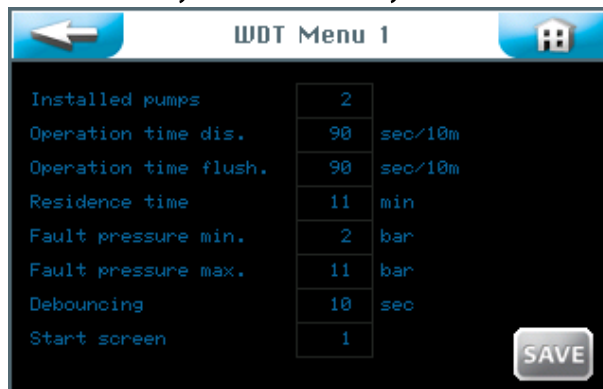 WDT Menu 1
Installed pumps 2
Operation time dis. 90 sec/10m
Operation time flush. 90 sec/10m
Residence time 11 min
Fault pressure min. 2 bar
Fault pressure max. 11 bar
Debouncing 10 sec
Start screen 1
SAVE